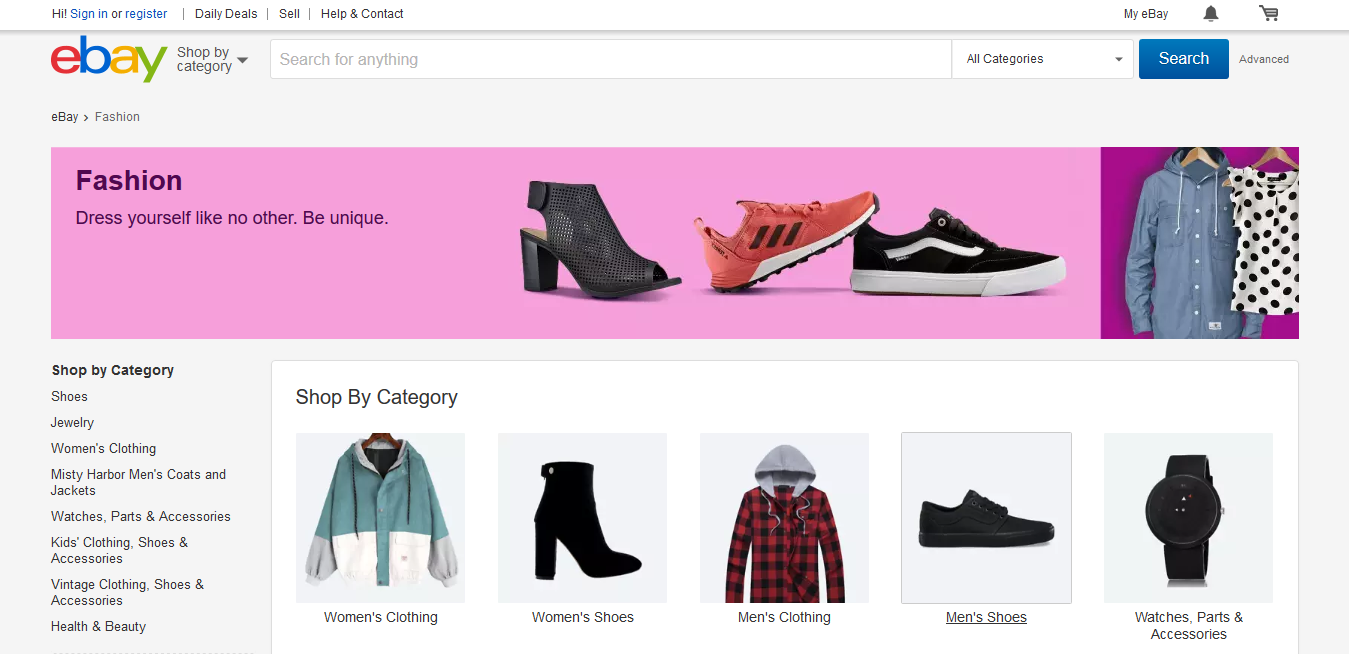 Hi! Sign in or register | Daily Deals | Sell | Help & Contact My eBay
ebay
Shop by
category
Search for anything
All Categories
Search
Advanced
eBay › Fashion
Fashion
Dress yourself like no other. Be unique.
Shop by Category
Shoes
Jewelry
Women's Clothing
Misty Harbor Men's Coats and
Jackets
Watches, Parts & Accessories
Kids' Clothing, Shoes &
Accessories
Vintage Clothing, Shoes &
Accessories
Health & Beauty
Shop By Category
Women's Clothing
Women's Shoes
Men's Clothing
Men's Shoes
Watches, Parts &
Accessories